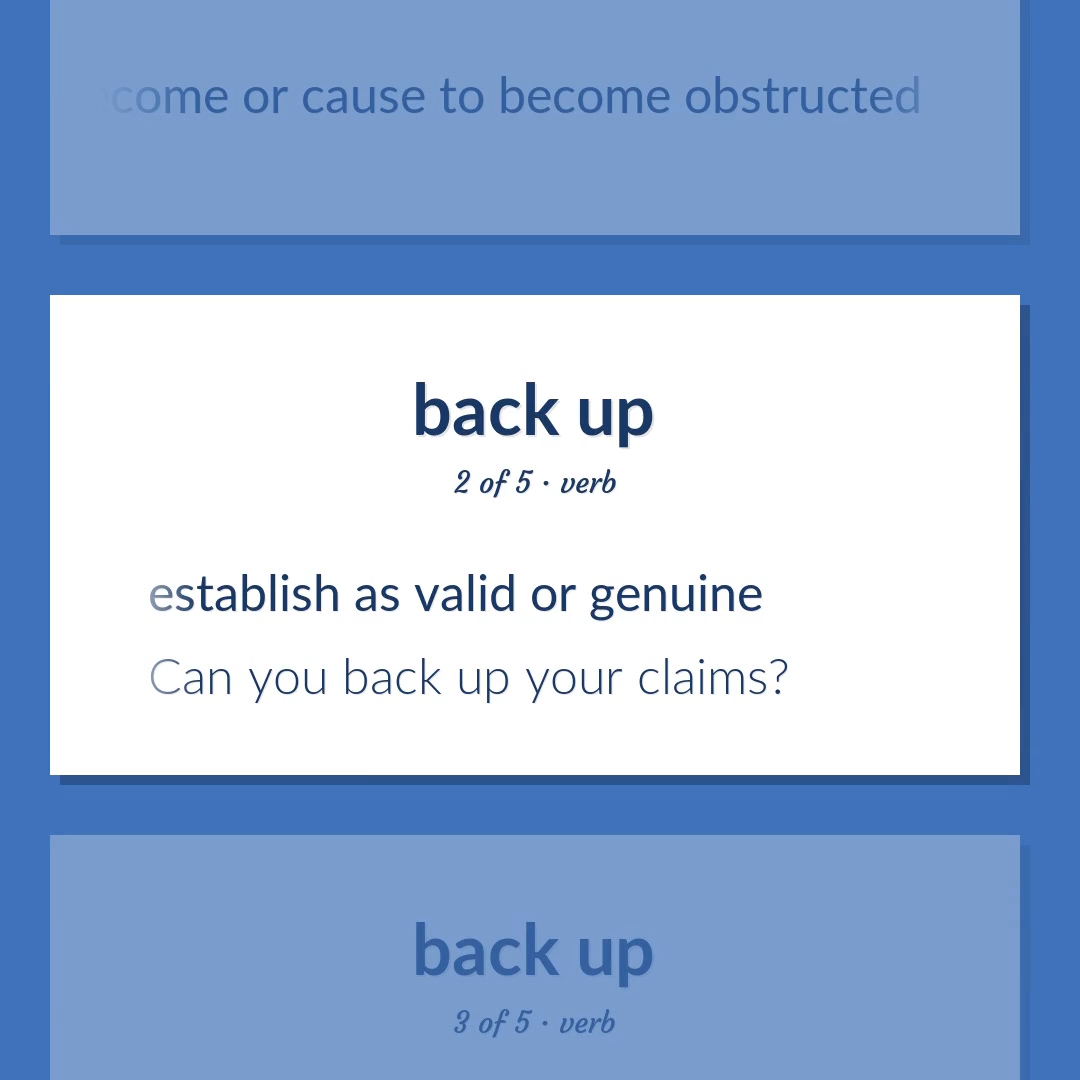 come or cause to become obstructed
back up
2 of 5 · verb
establish as valid or genuine
Can you back up your claims?
back up
3 of 5 · verb